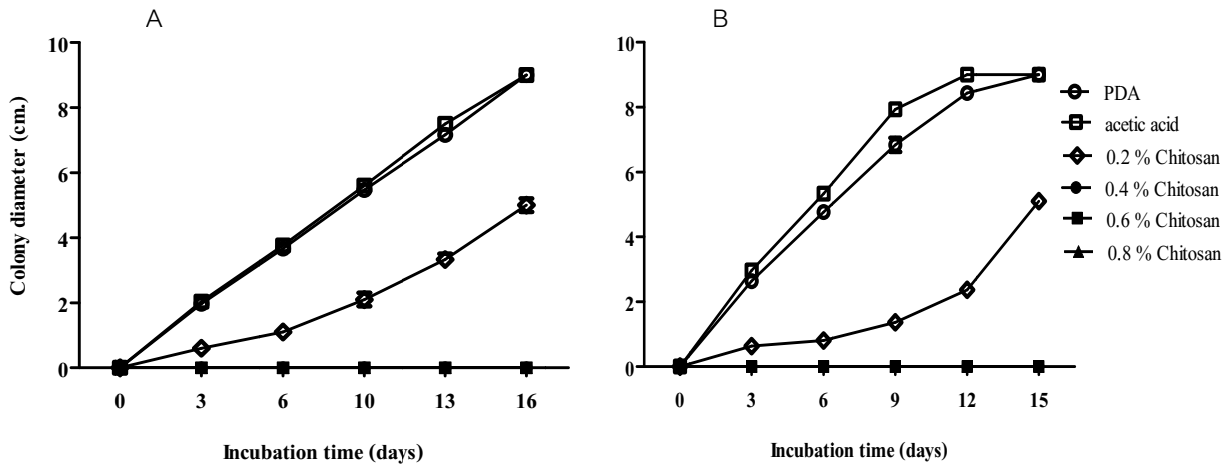 A
B
10
8
6
4
2
0
Colony diameter (cm.)
0 3 6 10 13 16
Incubation time (days)
10
8
6
4
2
0
0 3 6 9 12 15
Incubation time (days)
PDA
acetic acid
0.2 % Chitosan
0.4 % Chitosan
0.6 % Chitosan
0.8 % Chitosan